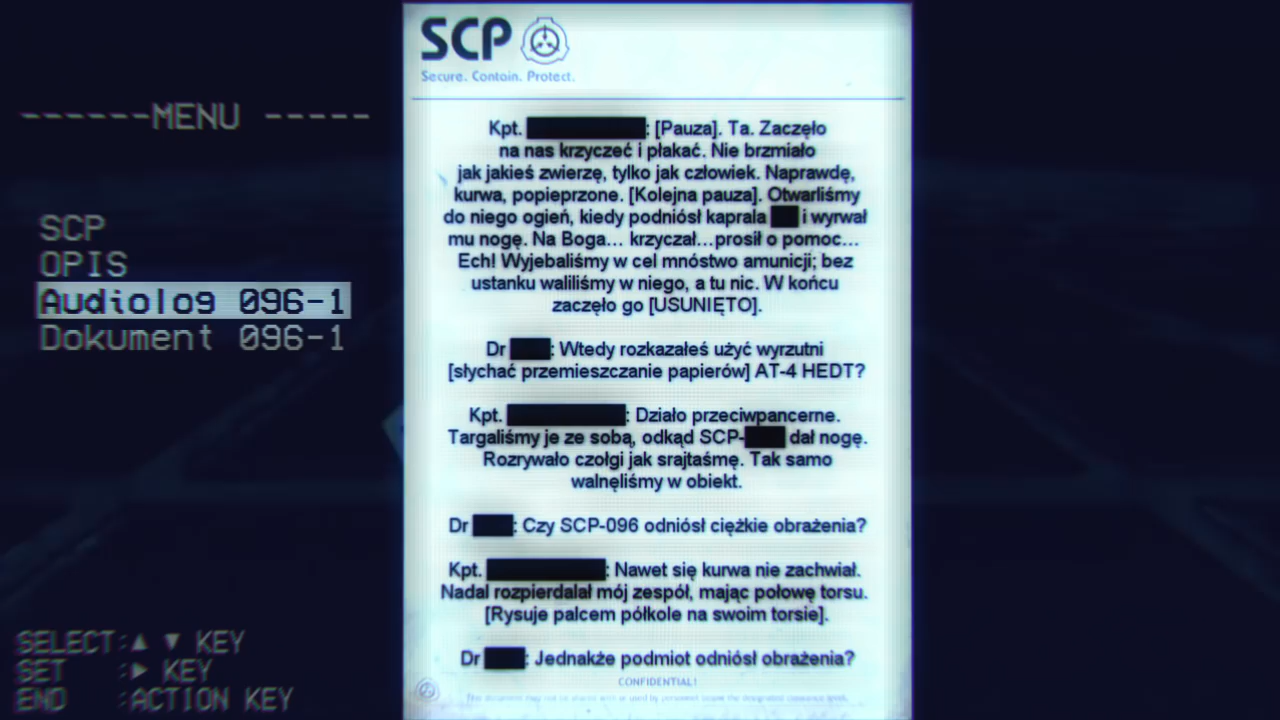 ------MENU -----
SCP
OPIS
Audiolog 096-1
Dokument 096-1
SELECT:▲ ▼ KEY
SET :► KEY
END :ACTION KEY
SCP
Secure. Contain. Protect.
Kpt. : [Pauza]. Ta. Zaczęło
na nas krzyczeć i płakać. Nie brzmiało
jak jakieś zwierzę, tylko jak człowiek. Naprawdę,
kurwa, popieprzone. [Kolejna pauza]. Otwarliśmy
do niego ogień, kiedy podniósł kaprala i wyrwał
mu nogę. Na Boga... krzyczał...prosił o pomoc...
Ech! Wyjebaliśmy w cel mnóstwo amunicji; bez
ustanku waliliśmy w niego, a tu nic. W końcu
zaczęło go [USUNIĘTO].
Dr : Wtedy rozkazałeś użyć wyrzutni
[słychać przemieszczanie papierów] AT-4 HEDT?
Kpt. : Działo przeciwpancerne.
Targaliśmy je ze sobą, odkąd SCP- dał nogę.
Rozrywało czołgi jak srajtaśmę. Tak samo
walnęliśmy w obiekt.
Dr : Czy SCP-096 odniósł ciężkie obrażenia?
Kpt. : Nawet się kurwa nie zachwiał.
Nadal rozpierdalał mój zespół, mając połowę torsu.
[Rysuje palcem półkole na swoim torsie].
Dr : Jednakże podmiot odniósł obrażenia?
CONFIDENTIAL!